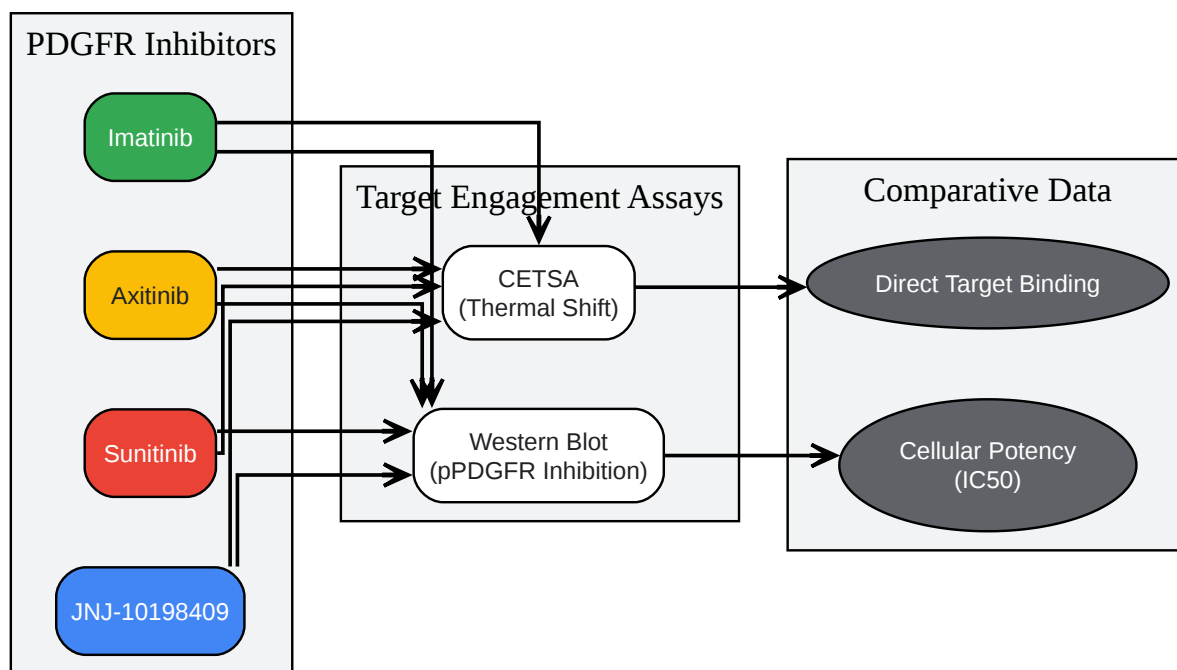 PDGFR Inhibitors
Imatinib
Axitinib
Sunitinib
JNJ-10198409
Target Engagement Assays
CETSA
(Thermal Shift)
Western Blot
(pPDGFR Inhibition)
Comparative Data
Direct Target Binding
Cellular Potency
(IC50)